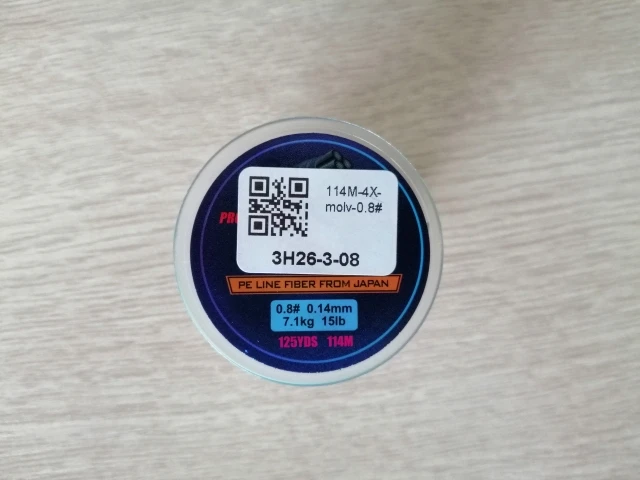 114M-4X-
molv-0.8#
3H26-3-08
PE LINE FIBER FROM JAPAN
0.8# 0.14mm
7.1kg 15lb
125YDS 114M